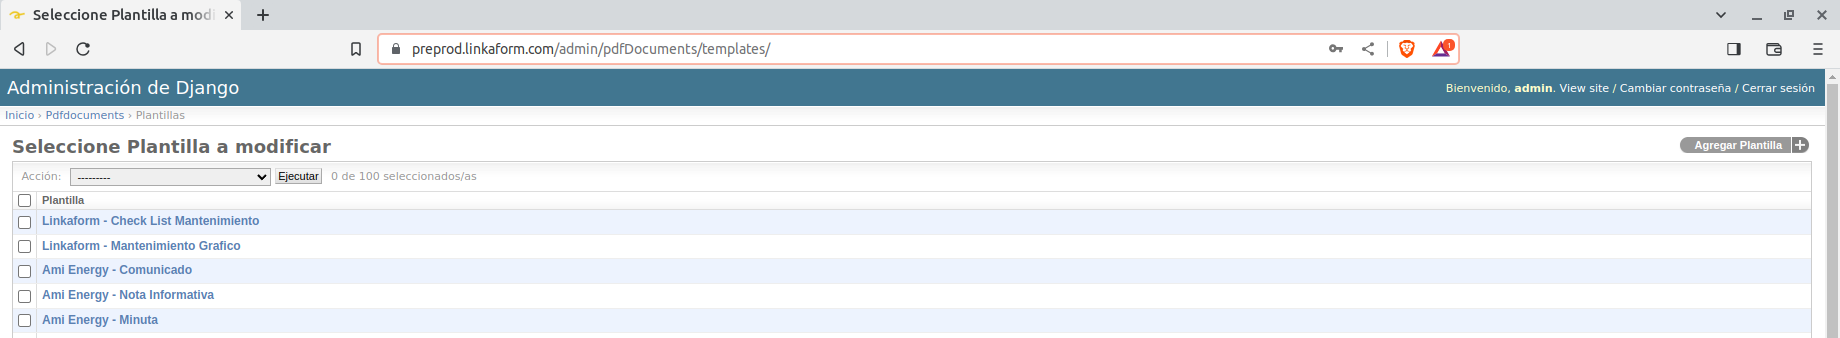 Seleccione Plantilla a modi
preprod.linkaform.com/admin/pdfDocuments/templates/
1
Administración de Django
Bienvenido, admin. View site / Cambiar contraseña / Cerrar sesión
Inicio › Pdfdocuments › Plantillas
Seleccione Plantilla a modificar
Agregar Plantilla
Acción: --------- Ejecutar 0 de 100 seleccionados/as
Plantilla
Linkaform - Check List Mantenimiento
Linkaform - Mantenimiento Grafico
Ami Energy - Comunicado
Ami Energy - Nota Informativa
Ami Energy - Minuta